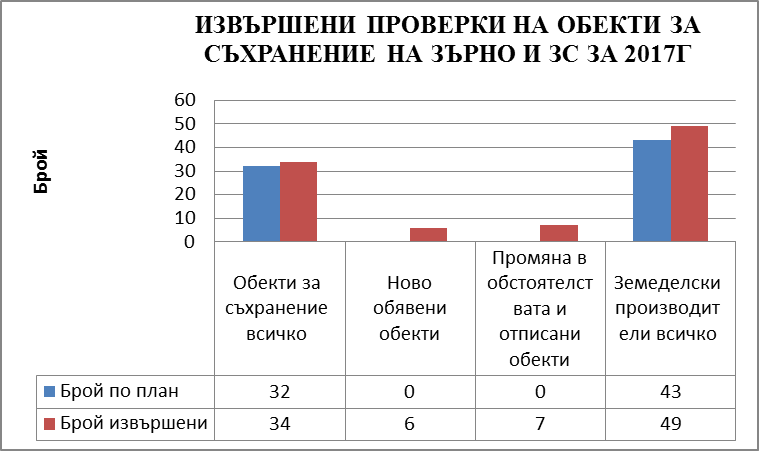 ИЗВЪРШЕНИ ПРОВЕРКИ НА ОБЕКТИ ЗА
СЪХРАНЕНИЕ НА ЗЪРНО И ЗС ЗА 2017Г
Брой
60
50
40
30
20
10
0
Обекти за
съхранение
всичко
Ново
обявени
обекти
Промяна в
обстоятелст
вата и
отписани
обекти
Земеделски
производит
ели всичко
Брой по план 32 0 0 43
Брой извършени 34 6 7 49